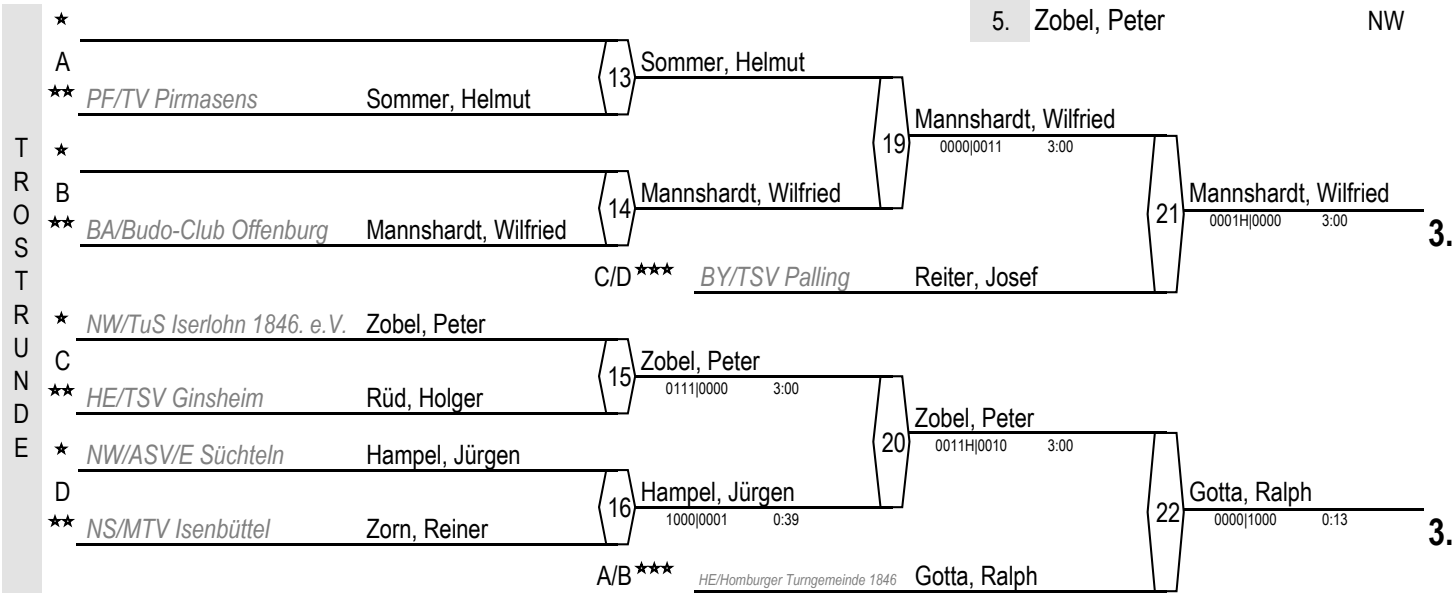 TROSTRUNDE
5. Zobel, Peter NW
★
A
★★ PF/TV Pirmasens Sommer, Helmut
13 Sommer, Helmut
19 Mannshardt, Wilfried
0000|0011 3:00
★
B
★★ BA/Budo-Club Offenburg Mannshardt, Wilfried
14 Mannshardt, Wilfried
21 Mannshardt, Wilfried
0001H|0000 3:00
3.
C/D ★★★ BY/TSV Palling Reiter, Josef
★ NW/TuS Iserlohn 1846. e.V. Zobel, Peter
C
★★ HE/TSV Ginsheim Rüd, Holger
15 Zobel, Peter
0111|0000 3:00
20 Zobel, Peter
0011H|0010 3:00
★ NW/ASV/E Süchteln Hampel, Jürgen
D
★★ NS/MTV Isenbüttel Zorn, Reiner
16 Hampel, Jürgen
1000|0001 0:39
22 Gotta, Ralph
0000|1000 0:13
3.
A/B ★★★ HE/Homburger Turngemeinde 1846 Gotta, Ralph